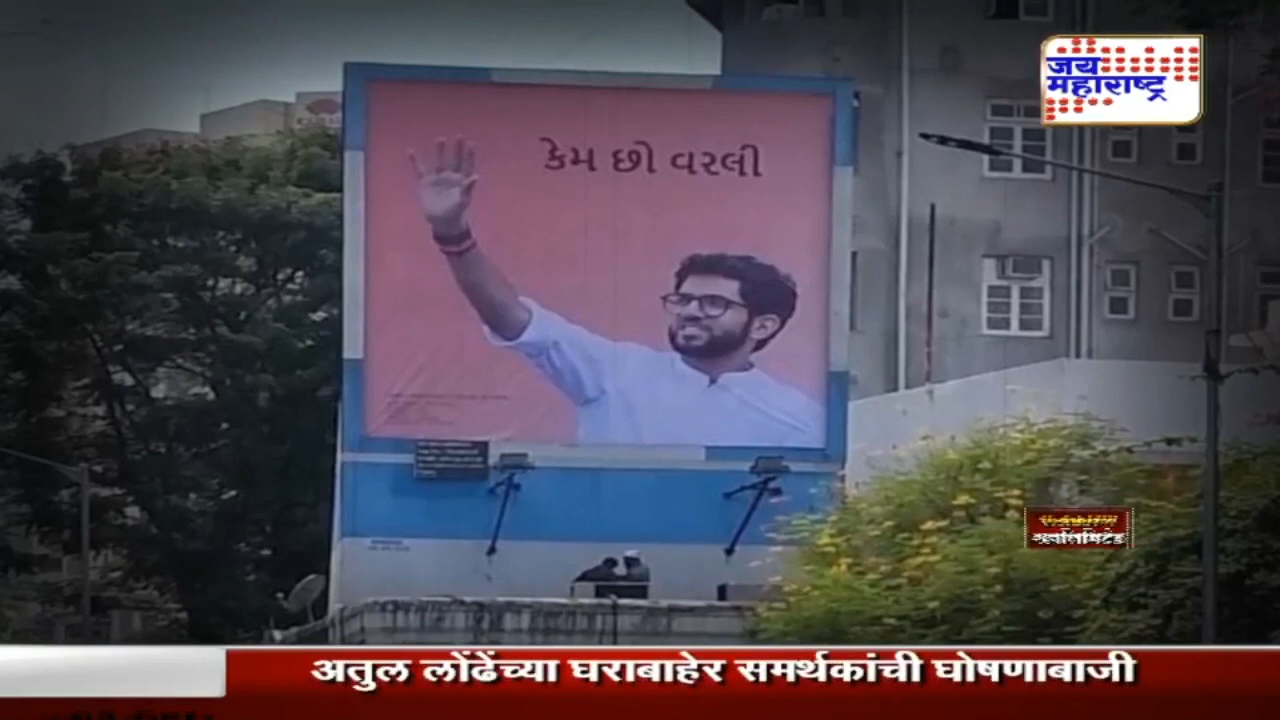 जय
महाराष्ट्र
કેમ છો વરલી
अतुल लोंढेंच्या घराबाहेर समर्थकांची घोषणाबाजी